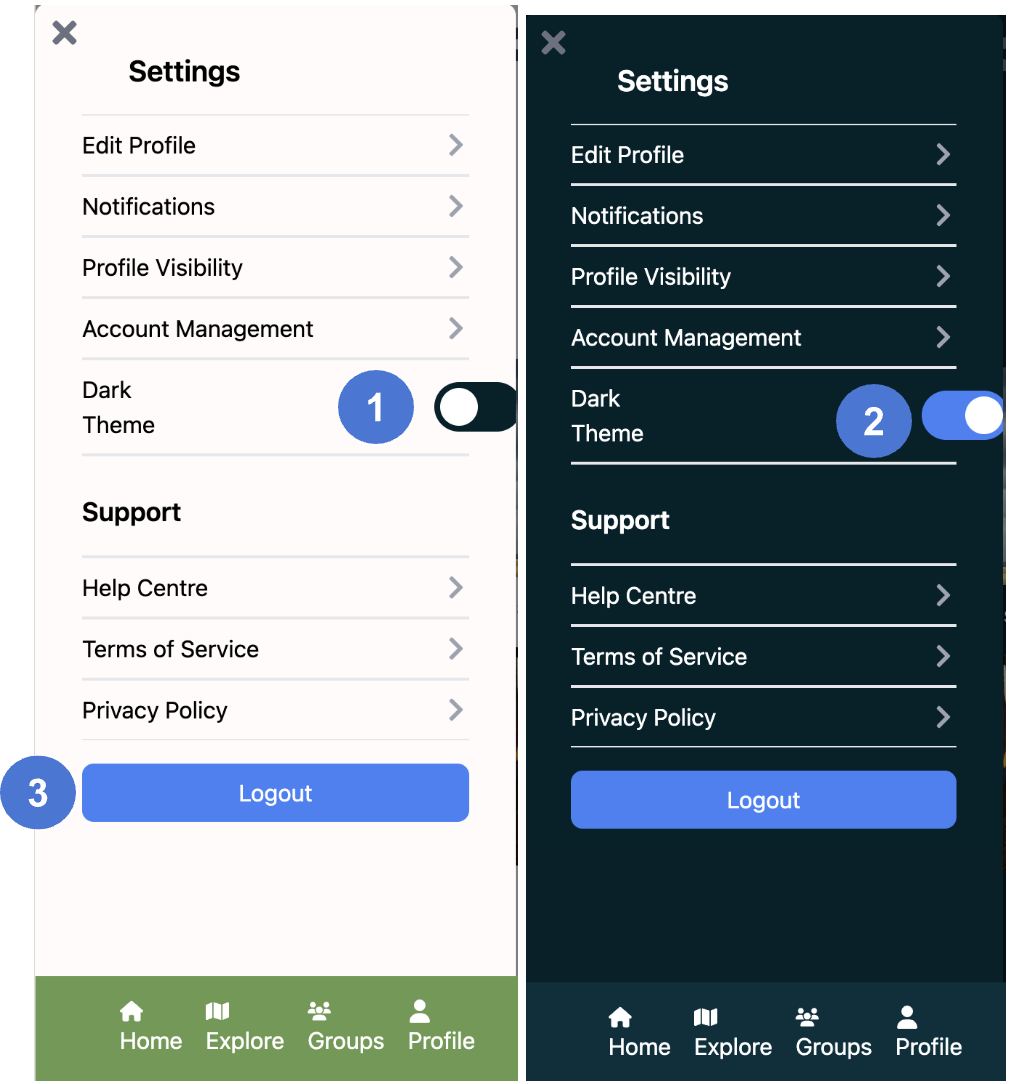 Settings
Edit Profile
Notifications
Profile Visibility
Account Management
Dark
Theme
1
Support
Help Centre
Terms of Service
Privacy Policy
3
Logout
Home Explore Groups Profile
Settings
Edit Profile
Notifications
Profile Visibility
Account Management
Dark
Theme
2
Support
Help Centre
Terms of Service
Privacy Policy
Logout
Home Explore Groups Profile